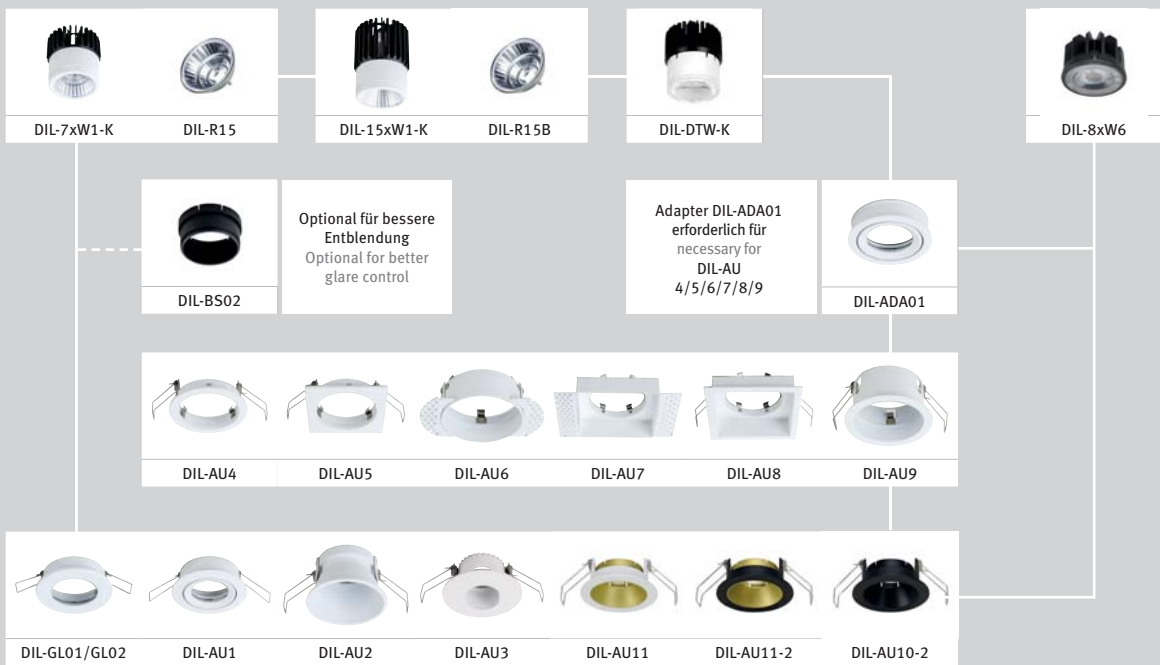 DIL-7xW1-K
DIL-R15
DIL-15xW1-K
DIL-R15B
DIL-DTW-K
DIL-8xW6
DIL-BS02
Optional für bessere
Entblendung
Optional for better
glare control
Adapter DIL-ADA01
erforderlich für
necessary for
DIL-AU
4/5/6/7/8/9
DIL-ADA01
DIL-AU4
DIL-AU5
DIL-AU6
DIL-AU7
DIL-AU8
DIL-AU9
DIL-GL01/GL02
DIL-AU1
DIL-AU2
DIL-AU3
DIL-AU11
DIL-AU11-2
DIL-AU10-2